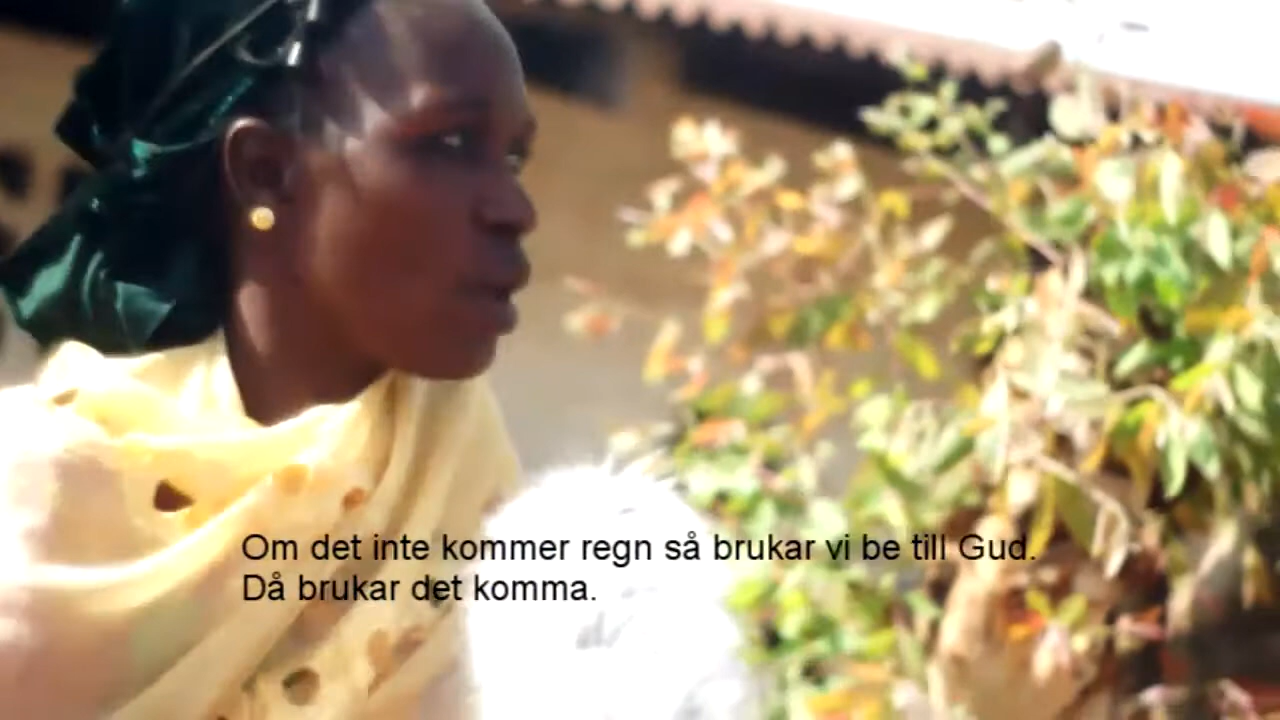 Om det inte kommer regn så brukar vi be till Gud.
Då brukar det komma.